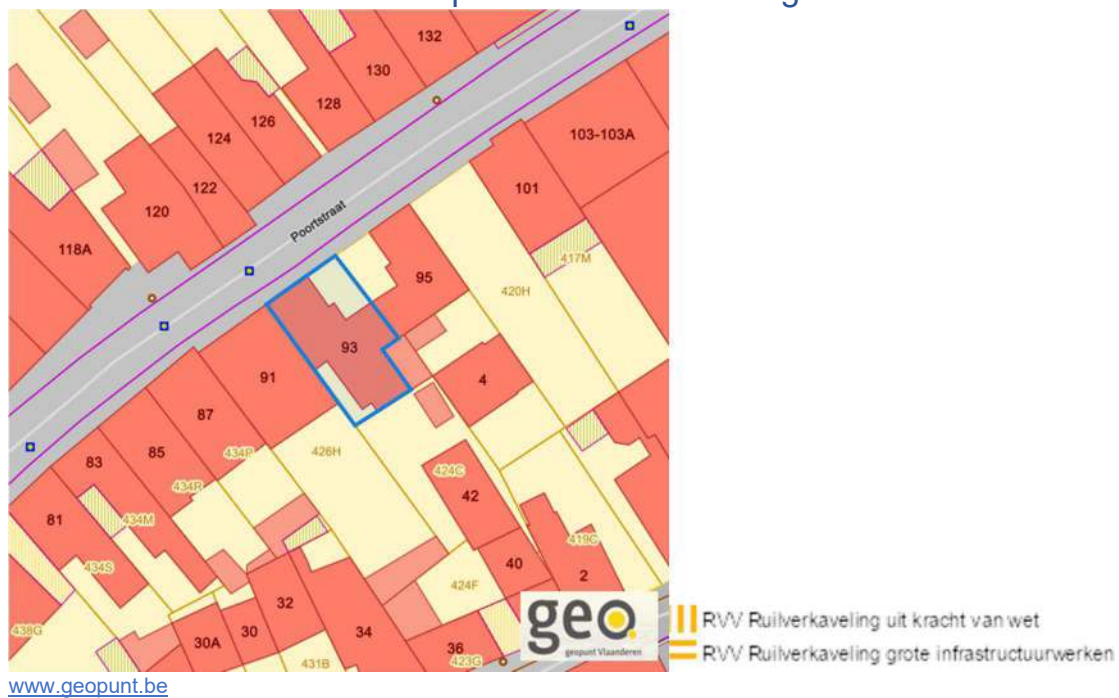 132
130
128
126
124
122
120
118A
103-103A
101
Poortstraat
417M
95
420H
93
91
4
87
434P
426H
85
83
434R
424C
42
81
434M
434S
40
419C
2
32
424F
438G
30A
30
34
36
431B
423G
geo
geopunt Vlaanderen
RVV Ruilverkaveling uit kracht van wet
RVV Ruilverkaveling grote infrastructuurwerken
www.geopunt.be